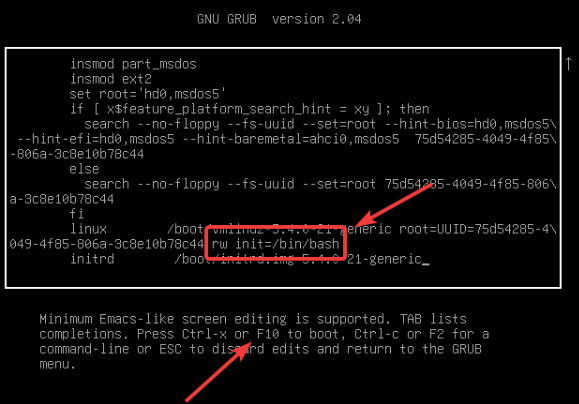 GNU GRUB  version 2.04
insmod part_msdos
insmod ext2
set root='hd0,msdos5'
if [ x$feature_platform_search_hint = xy ]; then
search --no-floppy --fs-uuid --set=root --hint-bios=hd0,msdos5\
--hint-efi=hd0,msdos5 --hint-baremetal=ahci0,msdos5  75d54285-4049-4f85\
-806a-3c8e10b78c44
else
search --no-floppy --fs-uuid --set=root 75d54285-4049-4f85-806\
a-3c8e10b78c44
fi
linux        /boot/vmlinuz-5.4.0-21-generic root=UUID=75d54285-4\
049-4f85-806a-3c8e10b78c44 rw init=/bin/bash
initrd        /boot/initrd.img-5.4.0-21-generic_
Minimum Emacs-like screen editing is supported. TAB lists
completions. Press Ctrl-x or F10 to boot, Ctrl-c or F2 for a
command-line or ESC to discard edits and return to the GRUB
menu.